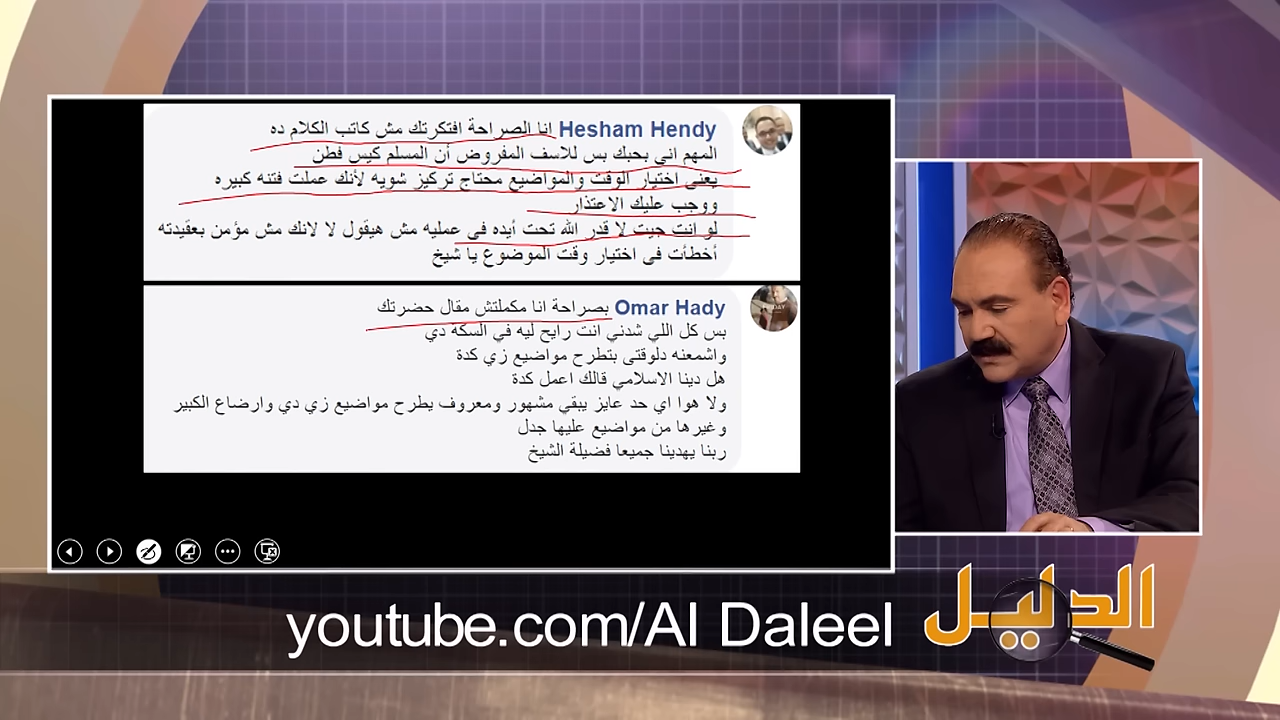 Hesham Hendy انا الصراحة افتكرتك مش كاتب الكلام ده
المهم اني بحبك بس للاسف المفروض أن المسلم كيس فطن
يعنى اختيار الوقت والمواضيع محتاج تركيز شويه لأنك عملت فتنه كبيره
ووجب عليك الاعتذار
لو انت جيت لا قدر الله تحت أيده فى عمليه مش هيقول لا لانك مش مؤمن بعقيدته
أخطأت فى اختيار وقت الموضوع يا شيخ
Omar Hady بصراحة انا مكملتش مقال حضرتك
بس كل اللي شدني انت رايح ليه في السكة دي
واشمعنه دلوقتى بتطرح مواضيع زي كدة
هل دينا الاسلامي قالك اعمل كدة
ولا هوا اي حد عايز يبقي مشهور ومعروف يطرح مواضيع زي دي وارضاع الكبير
وغيرها من مواضيع عليها جدل
ربنا يهدينا جميعا فضيلة الشيخ
youtube.com/Al Daleel
الدليل